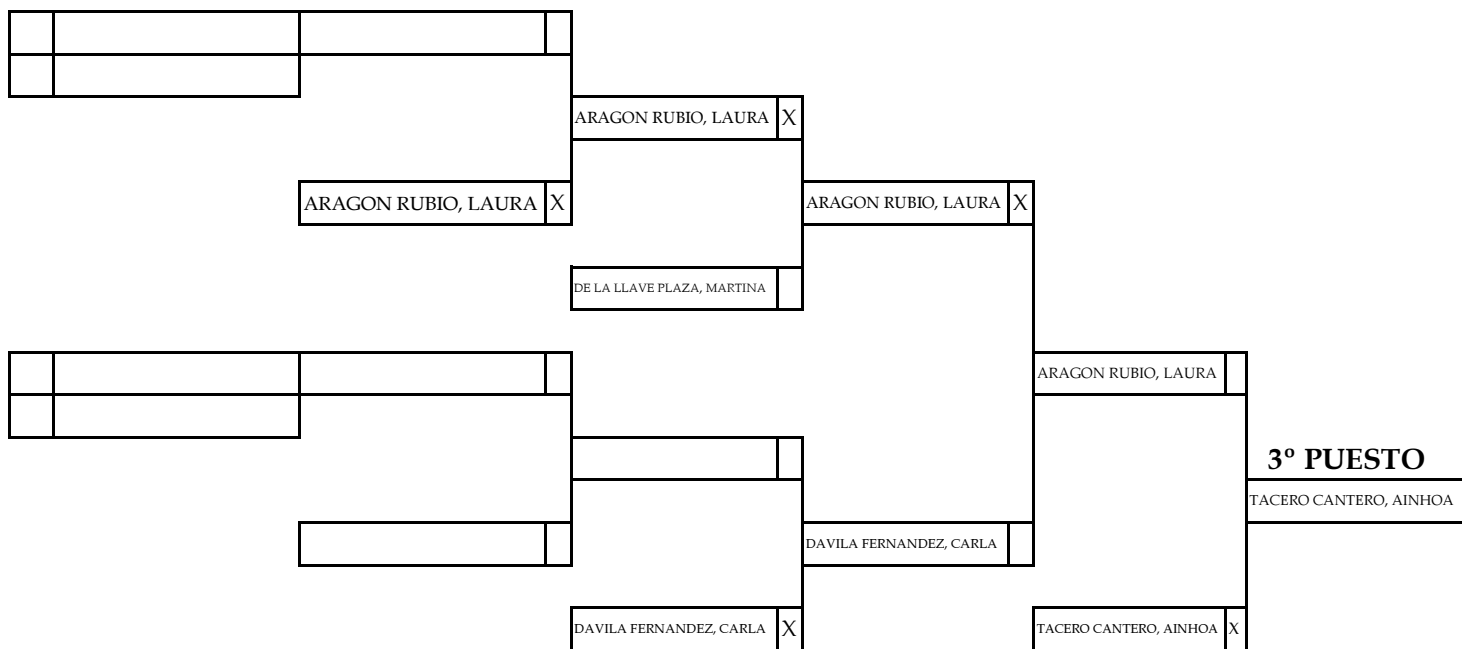 ARAGON RUBIO, LAURA X
ARAGON RUBIO, LAURA X
ARAGON RUBIO, LAURA X
DE LA LLAVE PLAZA, MARTINA
ARAGON RUBIO, LAURA
3º PUESTO
TACERO CANTERO, AINHOA
DAVILA FERNANDEZ, CARLA
DAVILA FERNANDEZ, CARLA X
TACERO CANTERO, AINHOA X